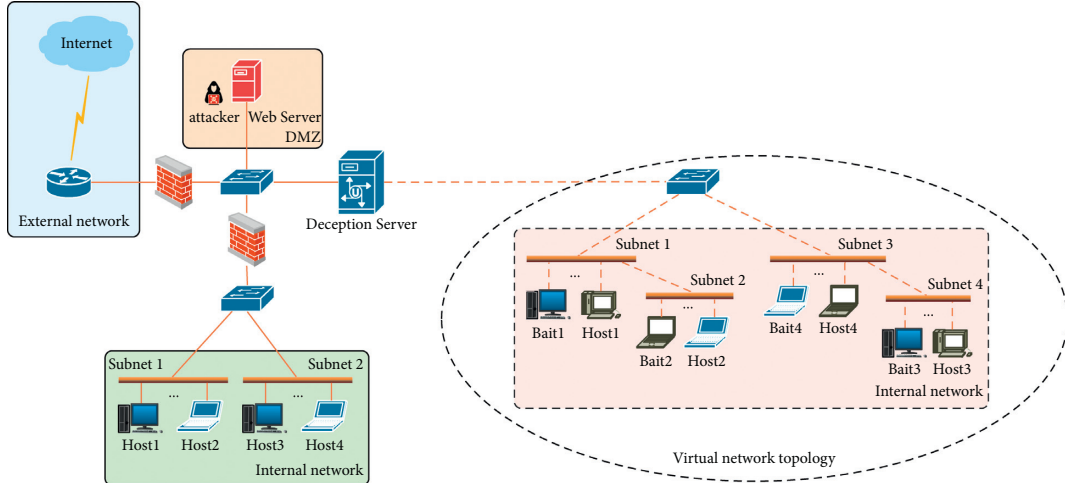 Internet
External network
attacker
Web Server
DMZ
U
Deception Server
Subnet 1
Subnet 2
...
...
Host1
Host2
Host3
Host4
Internal network
Subnet 1
...
Bait1
Host1
Subnet 2
...
Bait2
Host2
Subnet 3
...
Bait4
Host4
Subnet 4
...
Bait3
Host3
Internal network
Virtual network topology